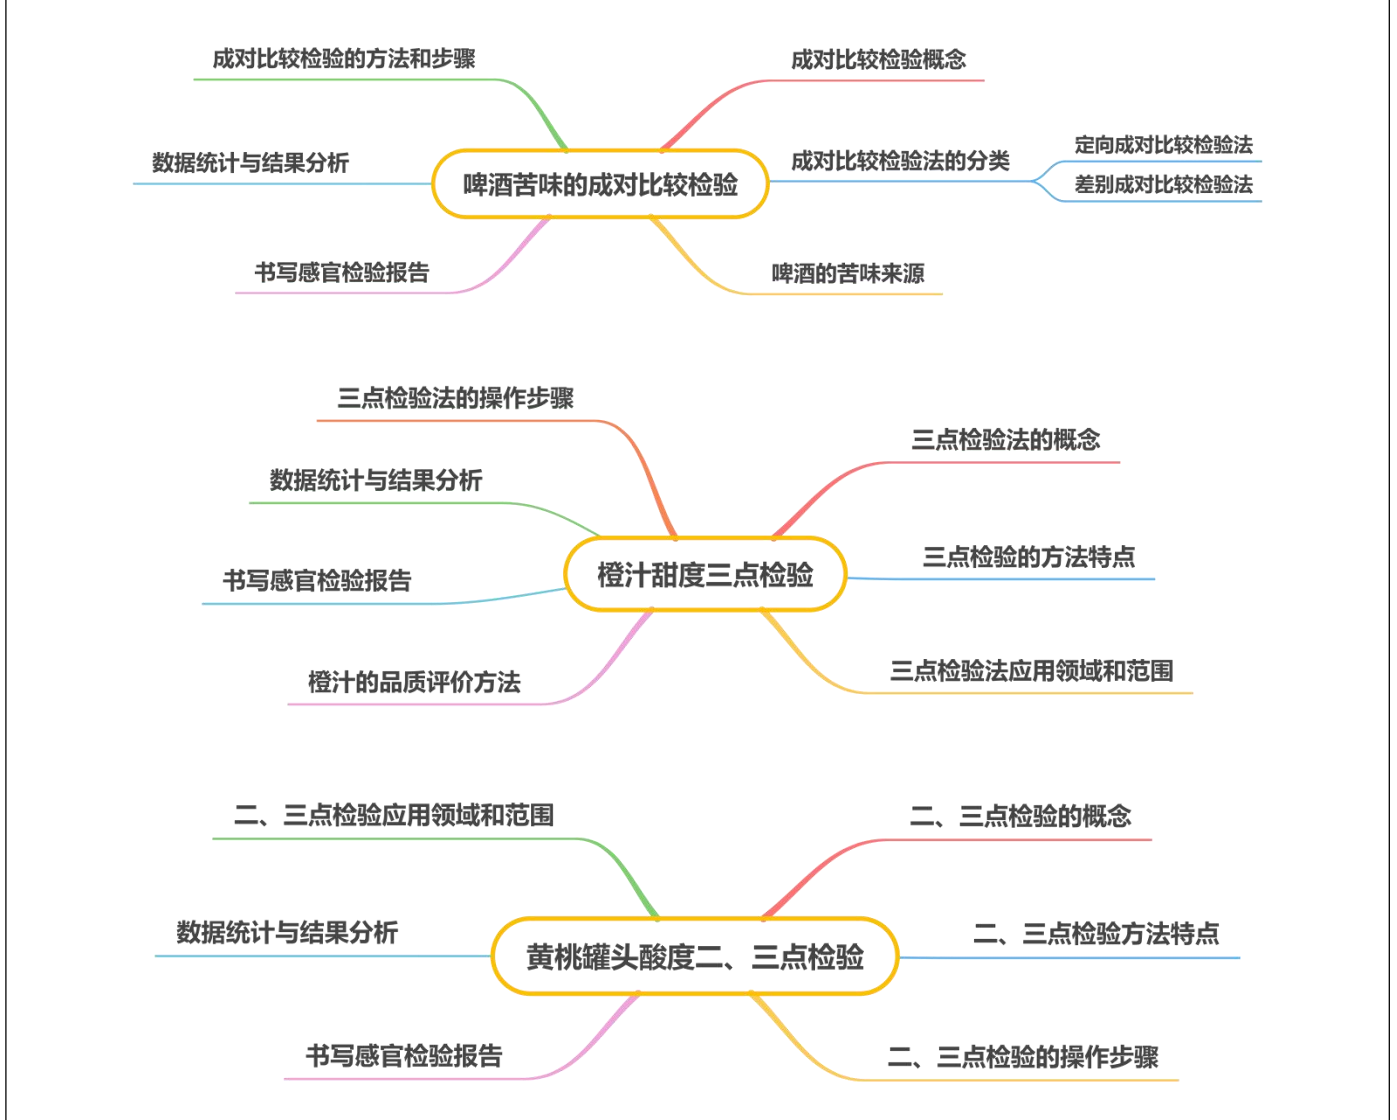 成对比较检验的方法和步骤
成对比较检验概念
数据统计与结果分析
啤酒苦味的成对比较检验
成对比较检验法的分类
定向成对比较检验法
差别成对比较检验法
书写感官检验报告
啤酒的苦味来源
三点检验法的操作步骤
三点检验法的概念
数据统计与结果分析
三点检验的方法特点
橙汁甜度三点检验
书写感官检验报告
三点检验法应用领域和范围
橙汁的品质评价方法
二、三点检验应用领域和范围
二、三点检验的概念
数据统计与结果分析
二、三点检验方法特点
黄桃罐头酸度二、三点检验
书写感官检验报告
二、三点检验的操作步骤